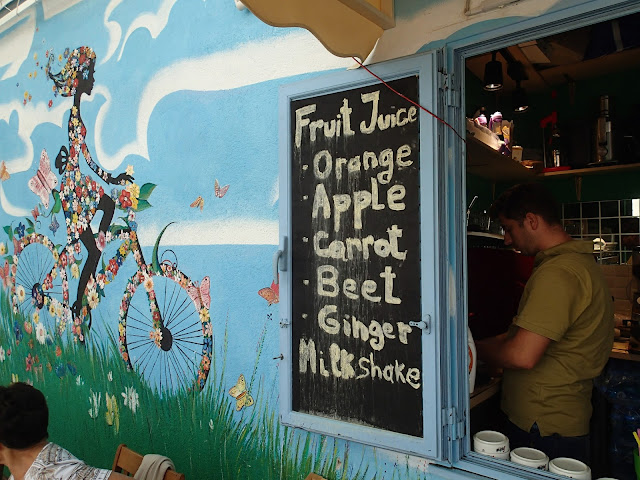 Fruit Juice
· Orange
· Apple
· Carrot
· Beet
· Ginger
Milkshake